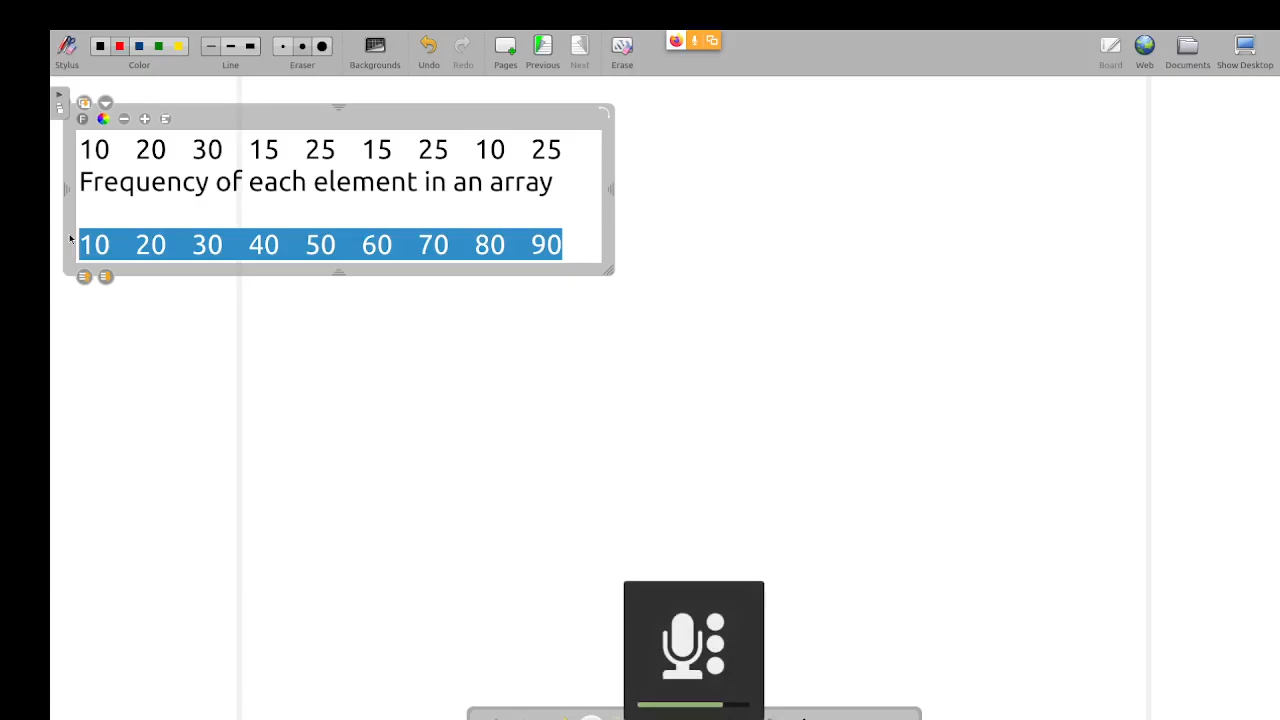 Stylus Color Line Eraser Backgrounds Undo Redo Pages Previous Next Erase Board Web Documents Show Desktop
F
10 20 30 15 25 15 25 10 25
Frequency of each element in an array
10 20 30 40 50 60 70 80 90